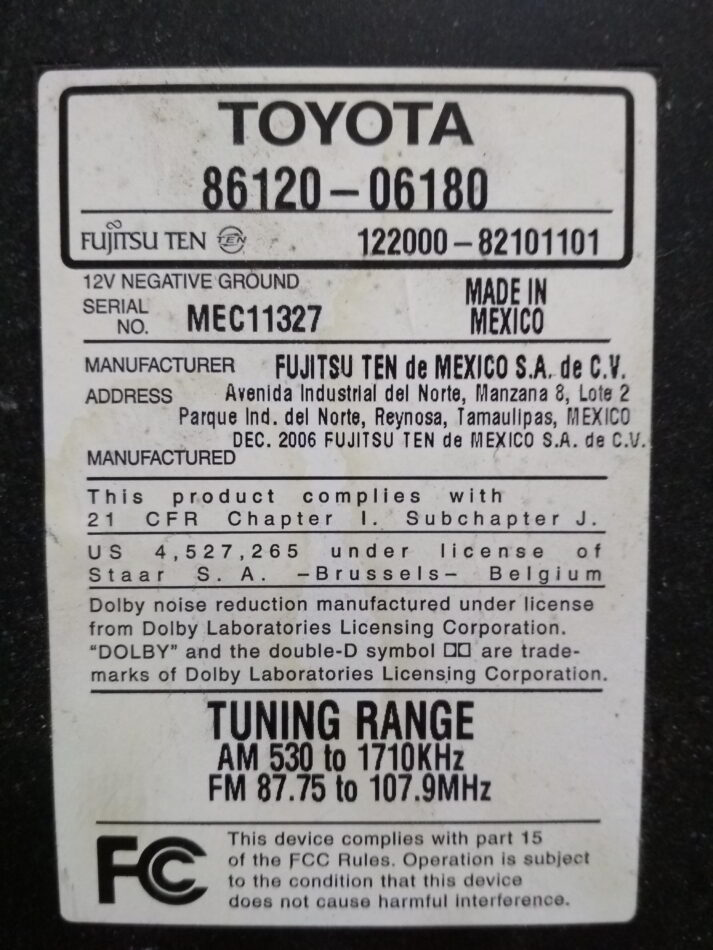 TOYOTA
86120-06180
FUJITSU TEN TEN 122000-82101101
12V NEGATIVE GROUND
SERIAL NO. MEC11327 MADE IN MEXICO
MANUFACTURER FUJITSU TEN de MEXICO S.A. de C.V.
ADDRESS Avenida Industrial del Norte, Manzana 8, Lote 2
Parque Ind. del Norte, Reynosa, Tamaulipas, MEXICO
DEC. 2006 FUJITSU TEN de MEXICO S.A. de C.V.
MANUFACTURED
This product complies with
21 CFR Chapter I. Subchapter J.
US 4,527,265 under license of
Staar S. A. -Brussels- Belgium
Dolby noise reduction manufactured under license
from Dolby Laboratories Licensing Corporation.
"DOLBY" and the double-D symbol are trade-
marks of Dolby Laboratories Licensing Corporation.
TUNING RANGE
AM 530 to 1710KHz
FM 87.75 to 107.9MHz
FC
This device complies with part 15
of the FCC Rules. Operation is subject
to the condition that this device
does not cause harmful interference.